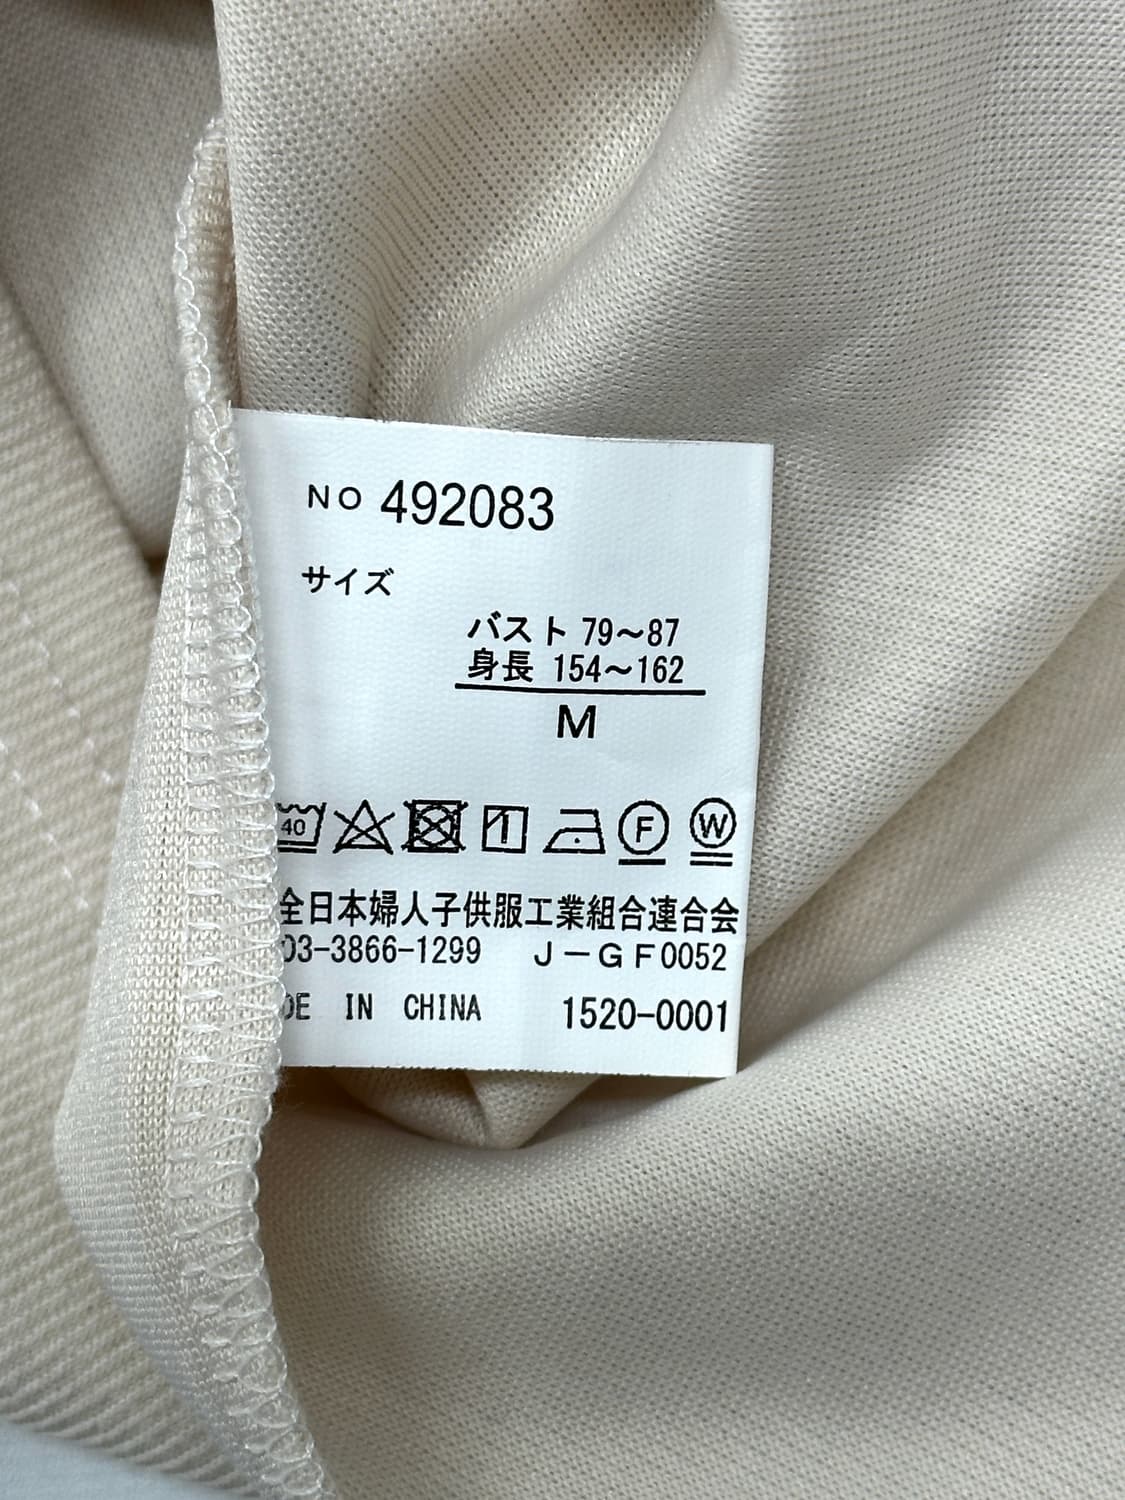 NO 492083
サイズ
バスト 79～87
身長 154～162
M
40
F W
全日本婦人子供服工業組合連合会
03-3866-1299 J－GF0052
DE IN CHINA 1520-0001